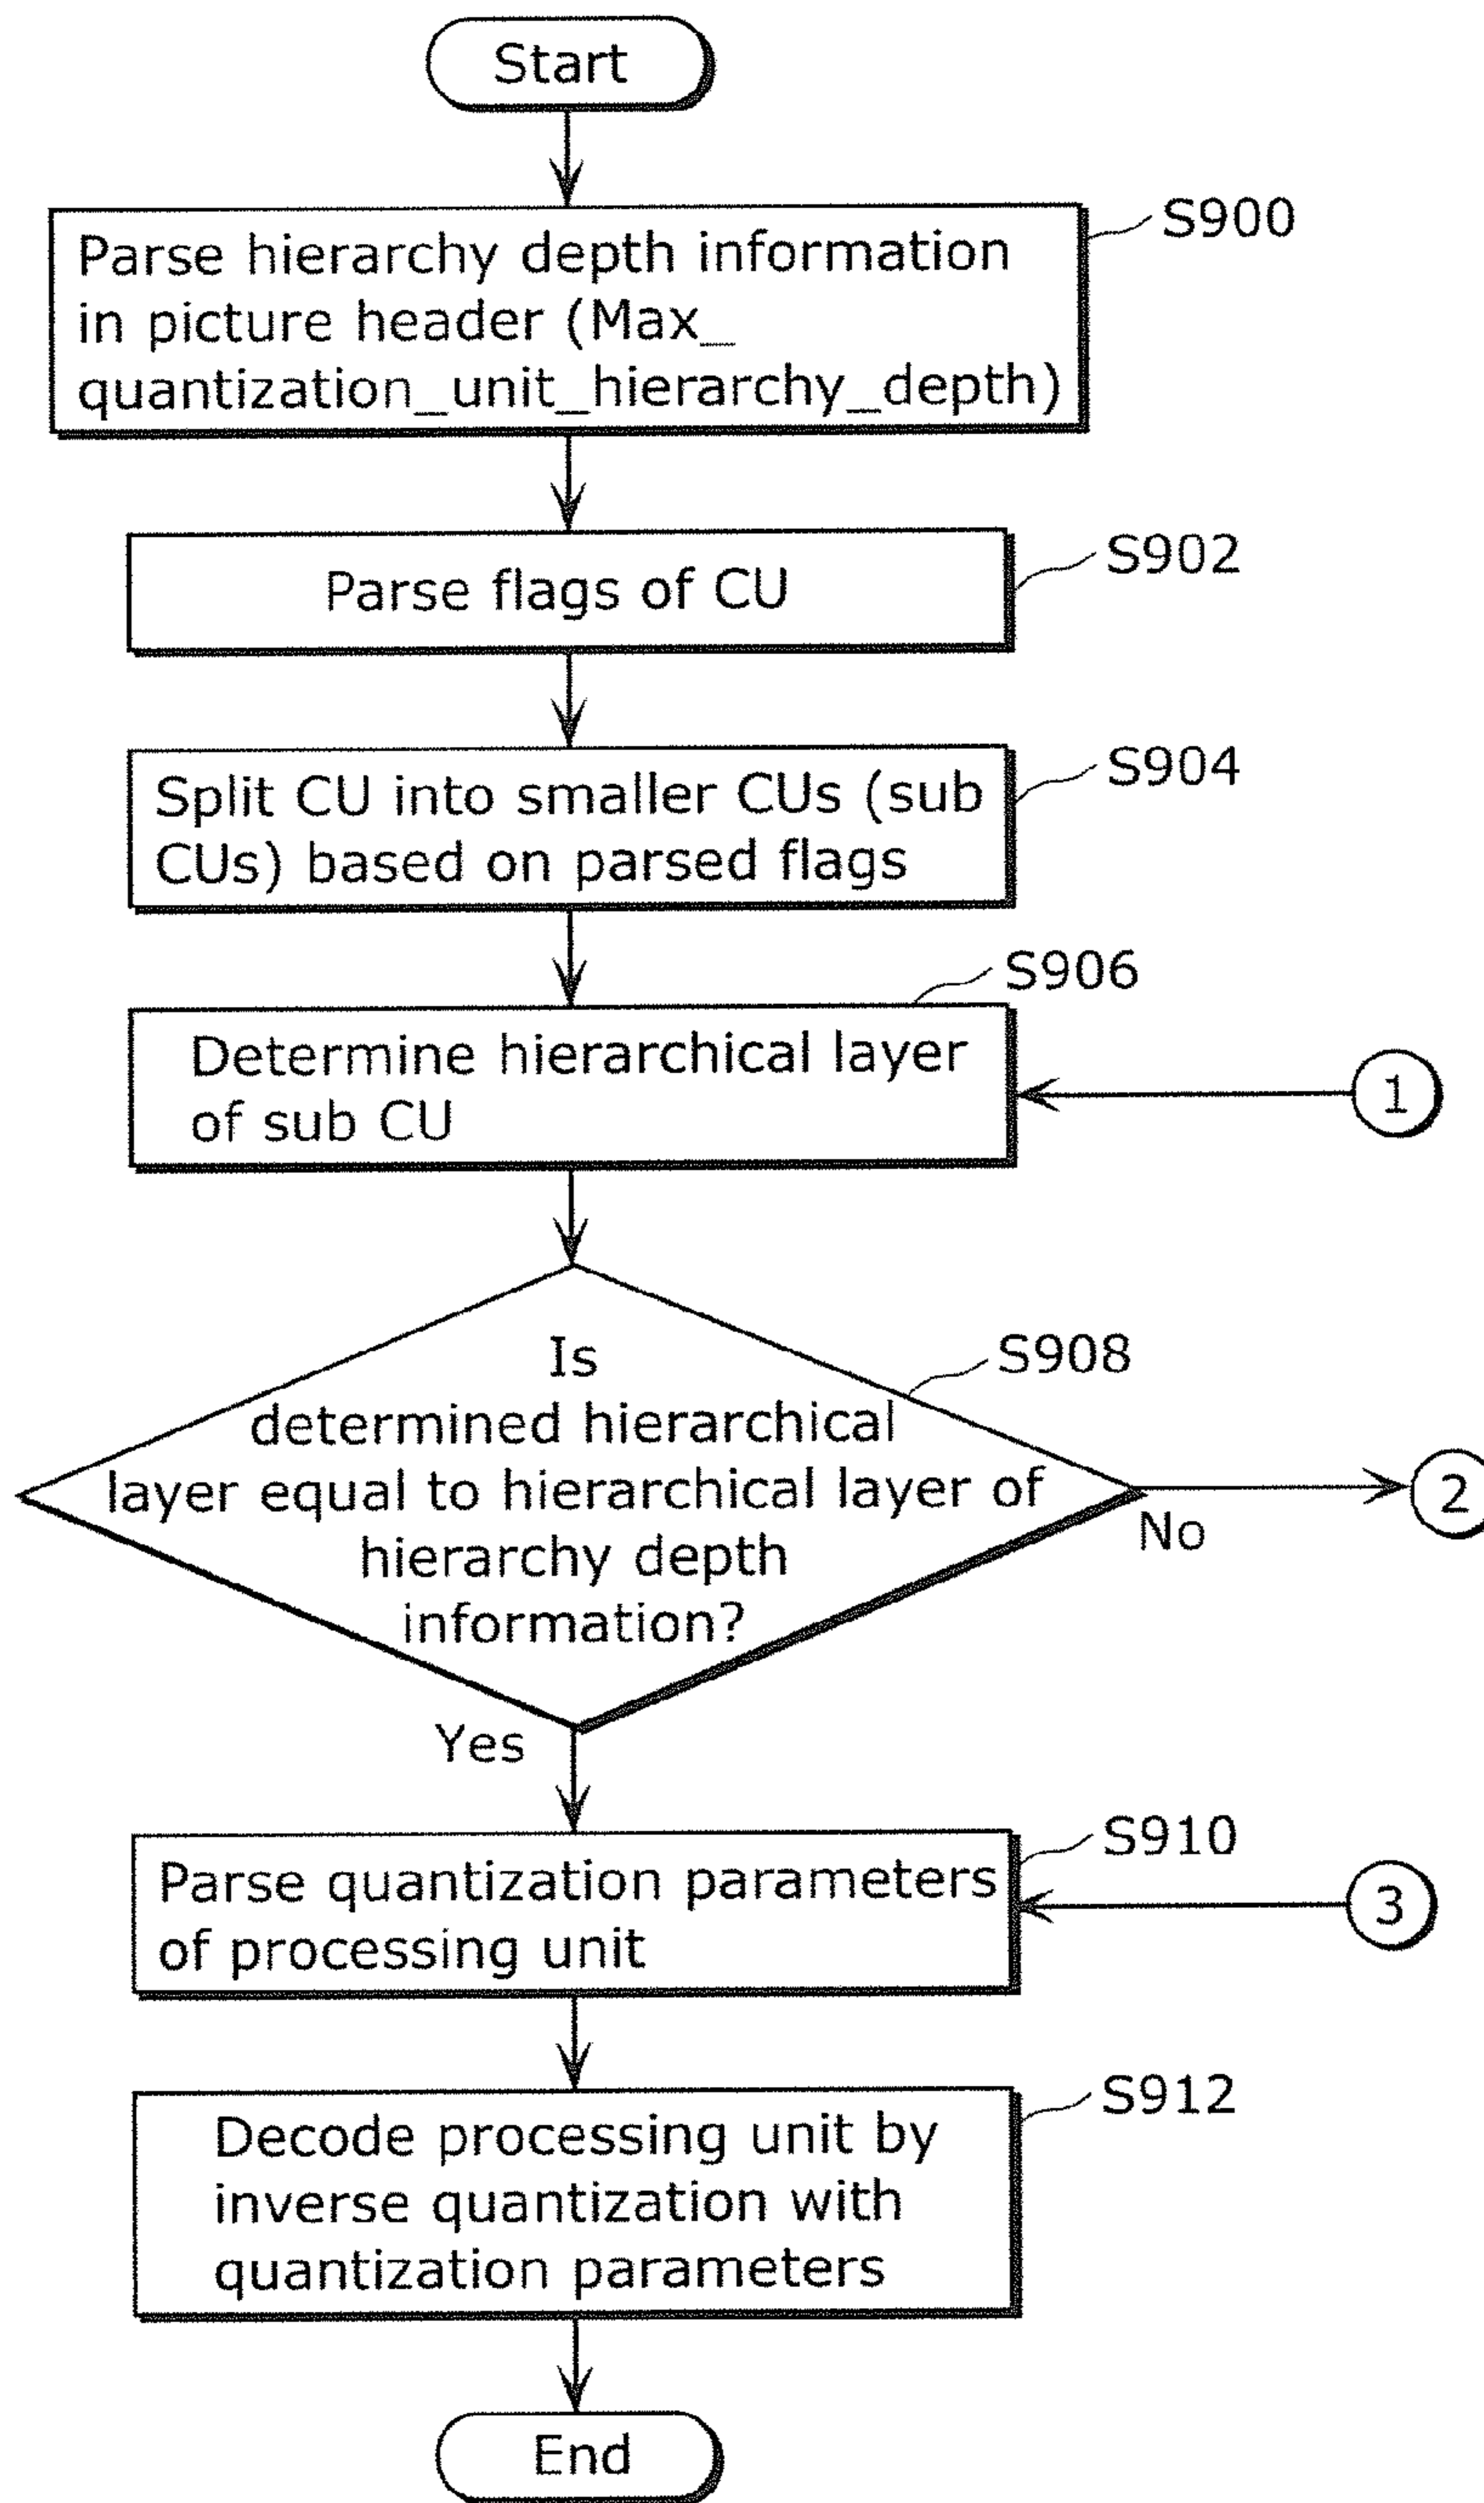 Start
S900
Parse hierarchy depth information
in picture header (Max_
quantization_unit_hierarchy_depth)
S902
Parse flags of CU
S904
Split CU into smaller CUs (sub
CUs) based on parsed flags
S906
Determine hierarchical layer
of sub CU
1
S908
Is
determined hierarchical
layer equal to hierarchical layer of
hierarchy depth
information?
No
2
Yes
S910
Parse quantization parameters
of processing unit
3
S912
Decode processing unit by
inverse quantization with
quantization parameters
End